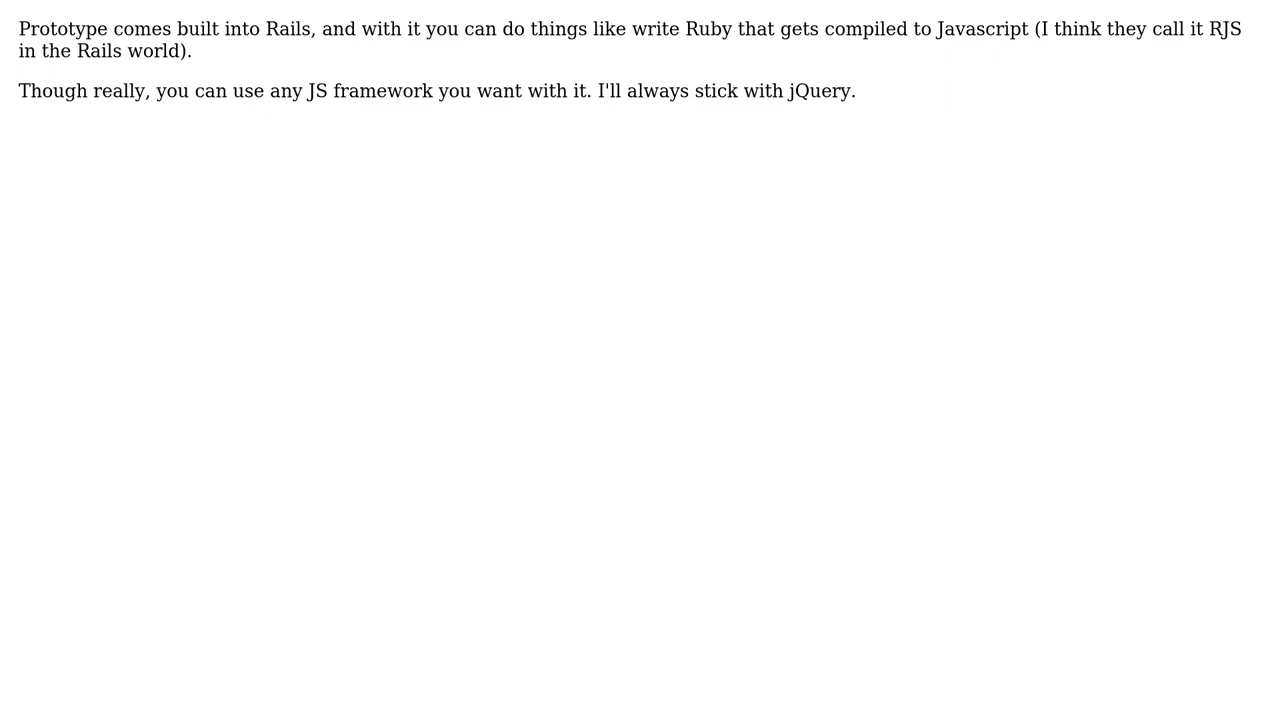 Prototype comes built into Rails, and with it you can do things like write Ruby that gets compiled to Javascript (I think they call it RJS
in the Rails world).
Though really, you can use any JS framework you want with it. I'll always stick with jQuery.